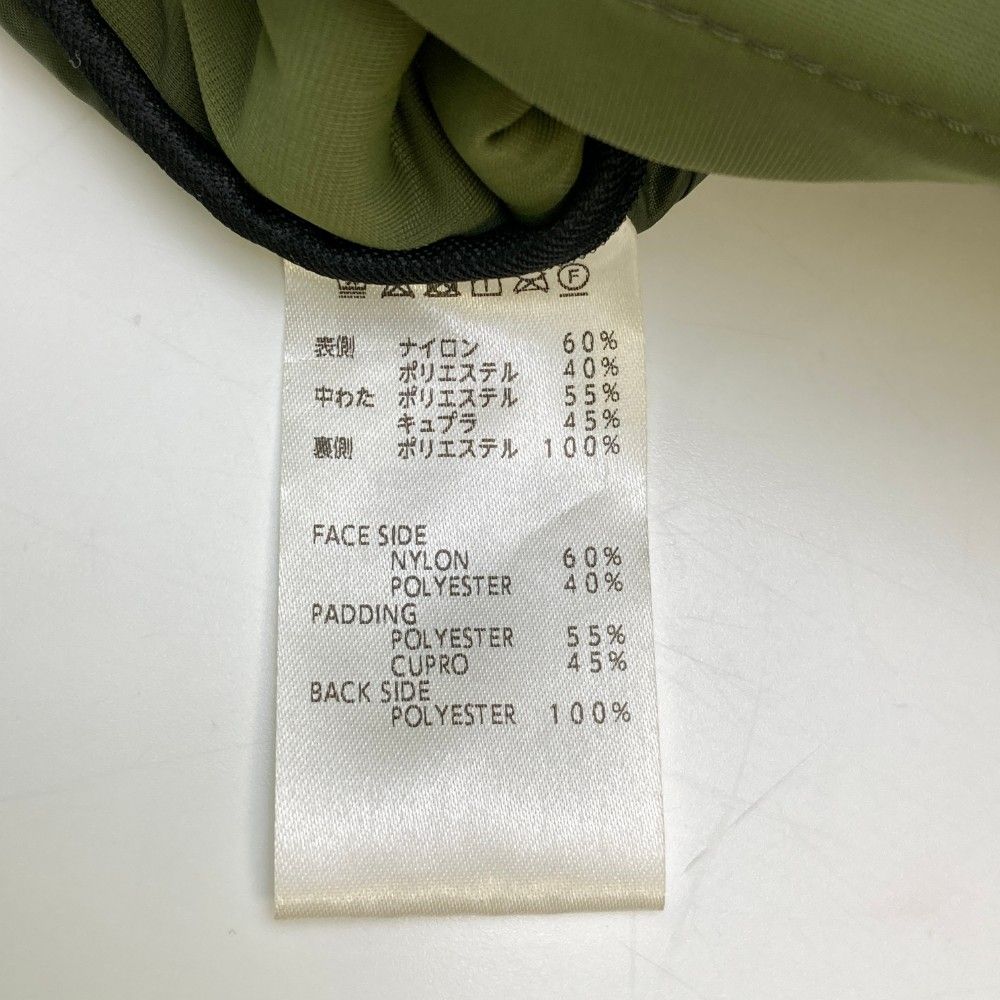 F
表側 ナイロン 60%
ポリエステル 40%
中わた ポリエステル 55%
キュプラ 45%
裏側 ポリエステル 100%
FACE SIDE
NYLON 60%
POLYESTER 40%
PADDING
POLYESTER 55%
CUPRO 45%
BACK SIDE
POLYESTER 100%